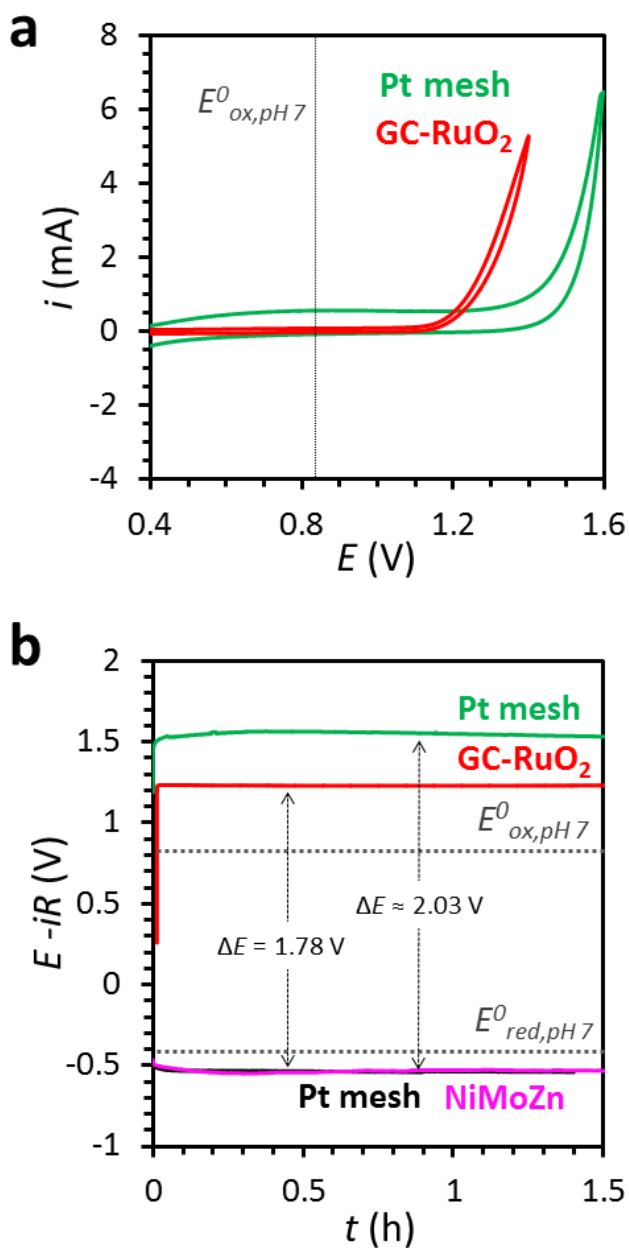 a
8
6
4
2
0
-2
-4
i (mA)
E⁰ox,pH 7
Pt mesh
GC-RuO₂
0.4
0.8
1.2
1.6
E (V)
b
2
1.5
1
0.5
0
-0.5
-1
E -iR (V)
Pt mesh
GC-RuO₂
E⁰ox,pH 7
ΔE ≈ 2.03 V
ΔE = 1.78 V
E⁰red,pH 7
Pt mesh NiMoZn
0
0.5
1
1.5
t (h)